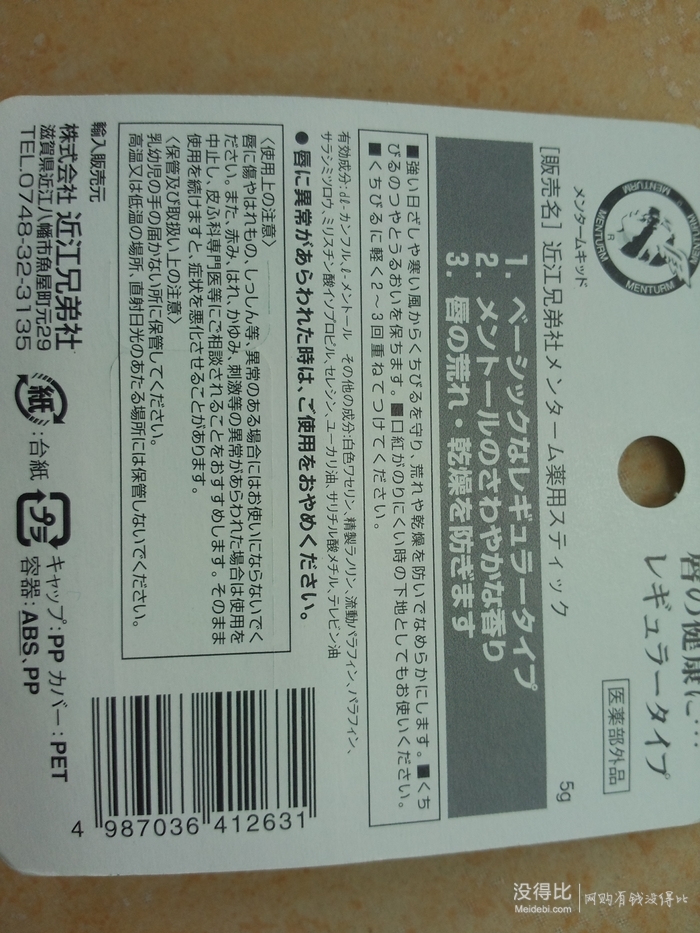 唇の健康に…
レギュラータイプ
医薬部外品
MENTURM
MENTURM
MENTURM
MENTURM
R
メンタームキッド
[販売名] 近江兄弟社メンターム薬用スティック
5g
1. ベーシックなレギュラータイプ
2. メントールのさわやかな香り
3. 唇の荒れ・乾燥を防ぎます
■強い日ざしや寒い風からくちびるを守り、荒れや乾燥を防いでなめらかにします。■くち
びるのつやとうるおいを保ちます。■口紅がのりにくい時の下地としてもお使いください。
■くちびるに軽く2~3回重ねてつけてください。
有効成分:dℓ-カンフル、ℓ-メントール その他の成分:白色ワセリン、精製ラノリン、流動パラフィン、パラフィン、
サラシミツロウ、ミリスチン酸イソプロピル、セレシン、ユーカリ油、サリチル酸メチル、テレビン油
●唇に異常があらわれた時は、ご使用をおやめください。
〈使用上の注意〉
唇に傷やはれもの、しっしん等、異常のある場合にはお使いにならないでく
ださい。また、赤み、はれ、かゆみ、刺激等の異常があらわれた場合は使用を
中止し、皮ふ科専門医等にご相談されることをおすすめします。そのまま
使用を続けますと、症状を悪化させることがあります。
〈保管及び取扱い上の注意〉
乳幼児の手の届かない所に保管してください。
高温又は低温の場所、直射日光のあたる場所には保管しないでください。
輸入販売元
株式会社 近江兄弟社
滋賀県近江八幡市魚屋町元29
TEL.0748-32-3135
紙:台紙
プラ キャップ:PP カバー:PET
容器:ABS、PP
4 987036 412631
没得比
Meidebi.com
网购有钱没得比